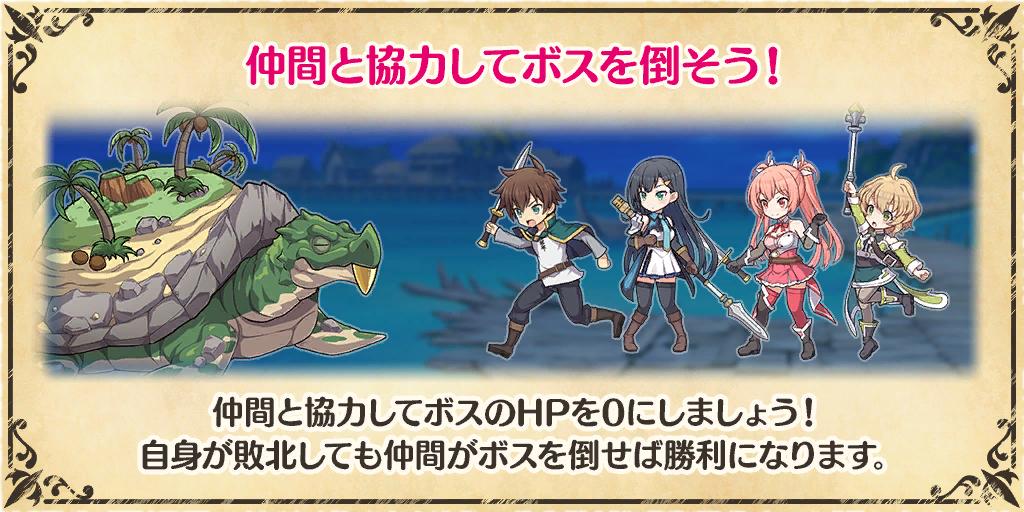 仲間と協力してボスを倒そう！
仲間と協力してボスのHPを0にしましょう！
自身が敗北しても仲間がボスを倒せば勝利になります。